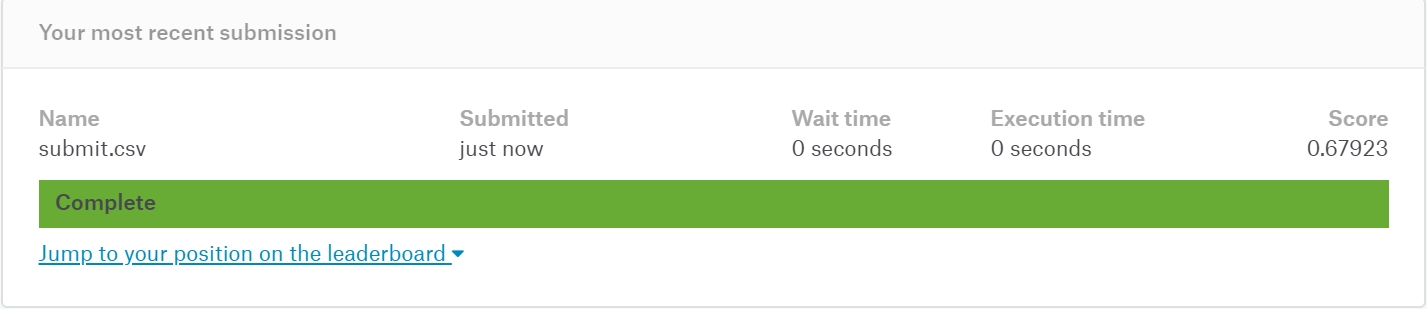 Your most recent submission
Name Submitted Wait time Execution time Score
submit.csv just now 0 seconds 0 seconds 0.67923
Complete
Jump to your position on the leaderboard